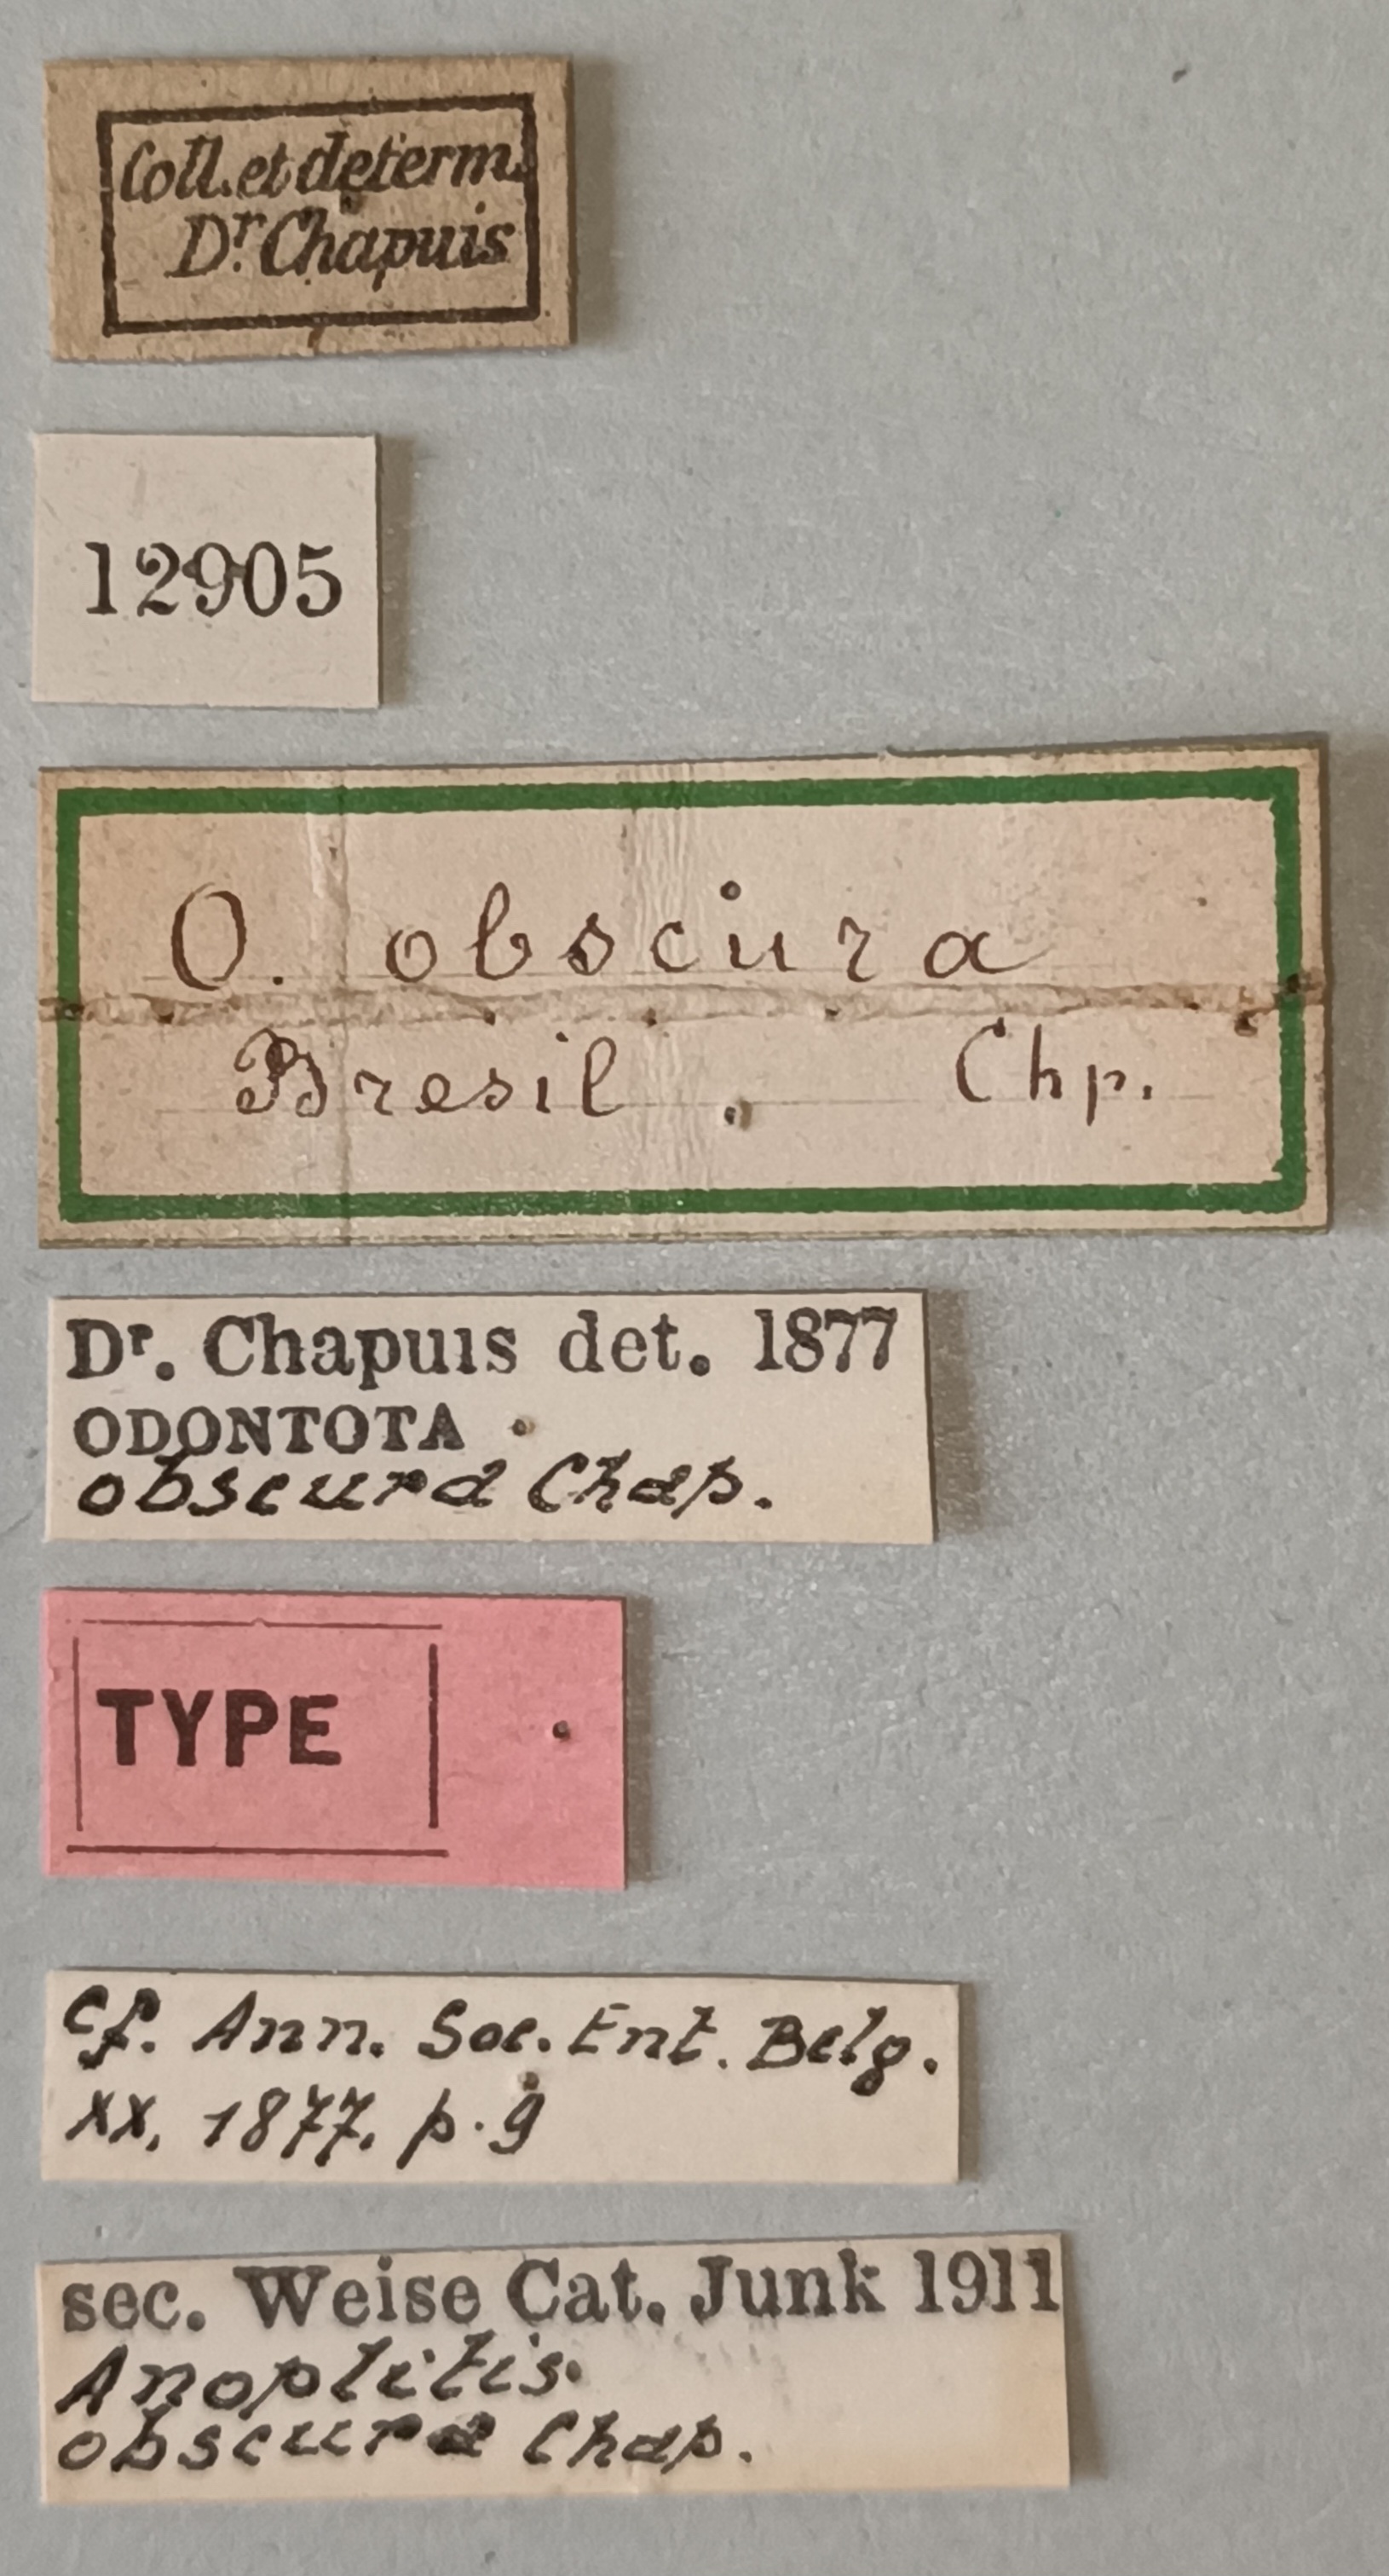 Coll. et determ.
Dr. Chapuis
12905
O. obscura
Bresil . Chp.
Dr. Chapuis det. 1877
ODONTOTA
obscura Chap.
TYPE
cf. Ann. Soc. Ent. Belg.
XX, 1877, p. 9
sec. Weise Cat. Junk 1911
Anoplitis
obscura Chap.